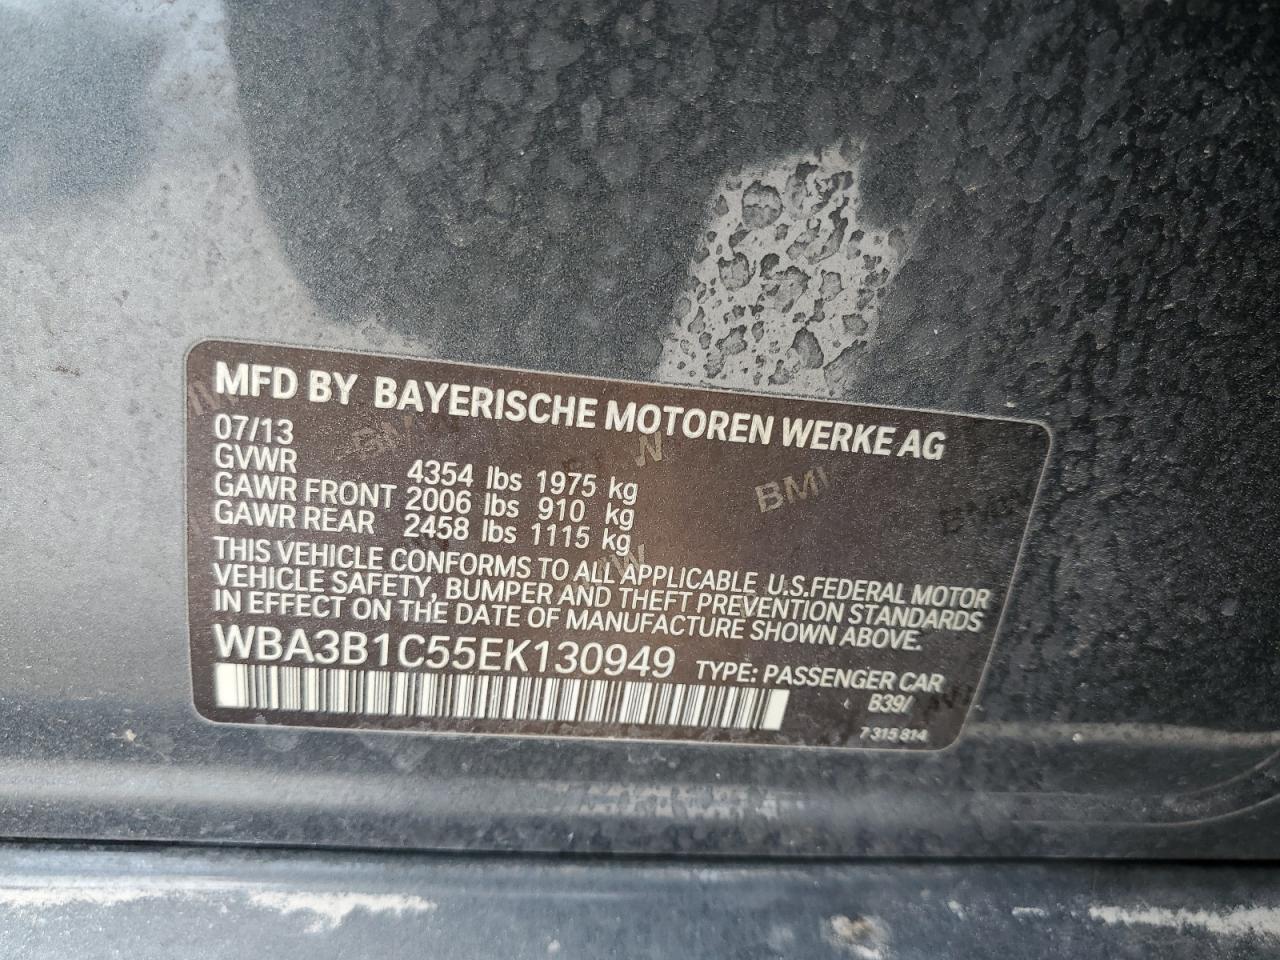 MFD BY BAYERISCHE MOTOREN WERKE AG
07/13
GVWR 4354 lbs 1975 kg
GAWR FRONT 2006 lbs 910 kg
GAWR REAR 2458 lbs 1115 kg
THIS VEHICLE CONFORMS TO ALL APPLICABLE U.S.FEDERAL MOTOR
VEHICLE SAFETY, BUMPER AND THEFT PREVENTION STANDARDS
IN EFFECT ON THE DATE OF MANUFACTURE SHOWN ABOVE.
WBA3B1C55EK130949 TYPE: PASSENGER CAR
B39/
7 315 814